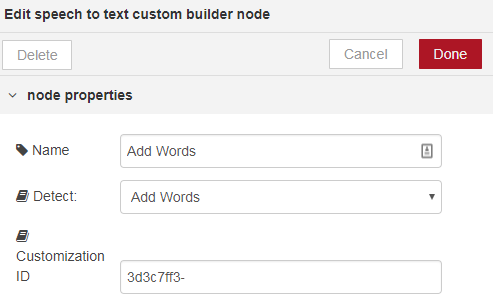 Edit speech to text custom builder node
Delete
Cancel
Done
node properties
Name
Add Words
Detect:
Add Words
Customization
ID
3d3c7ff3-